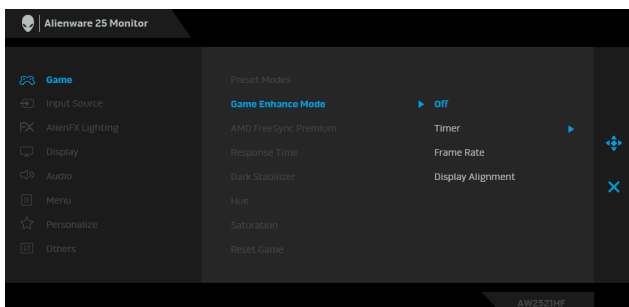 Alienware 25 Monitor
Game
Input Source
AlienFX Lighting
Display
Audio
Menu
Personalize
Others
Preset Modes
Game Enhance Mode
AMD FreeSync Premium
Response Time
Dark Stabilizer
Hue
Saturation
Reset Game
Off
Timer
Frame Rate
Display Alignment
AW2521HF